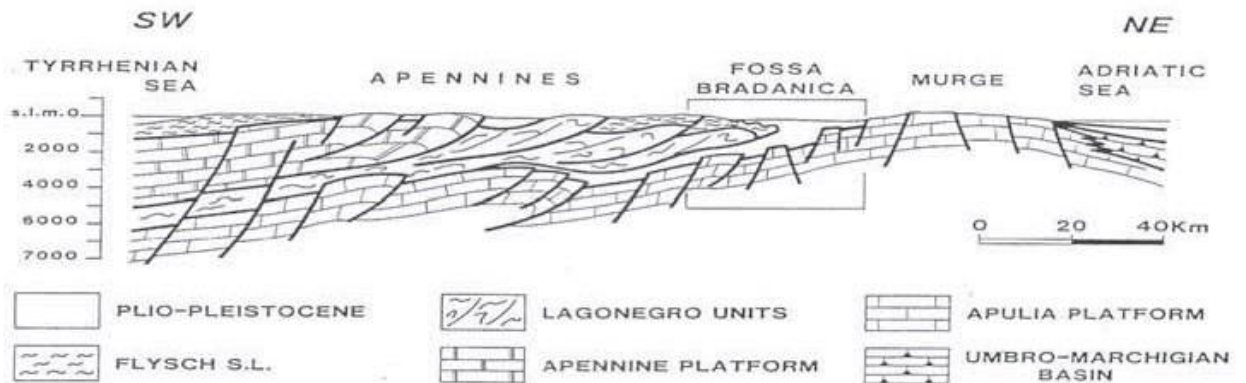 SW
NE
TYRRHENIAN SEA
APENNINES
FOSSA BRADANICA
MURGE
ADRIATIC SEA
s.l.m.0
2000
4000
6000
7000
0 20 40Km
PLIO-PLEISTOCENE
LAGONEGRO UNITS
APULIA PLATFORM
FLYSCH S.L.
APENNINE PLATFORM
UMBRO-MARCHIGIAN BASIN